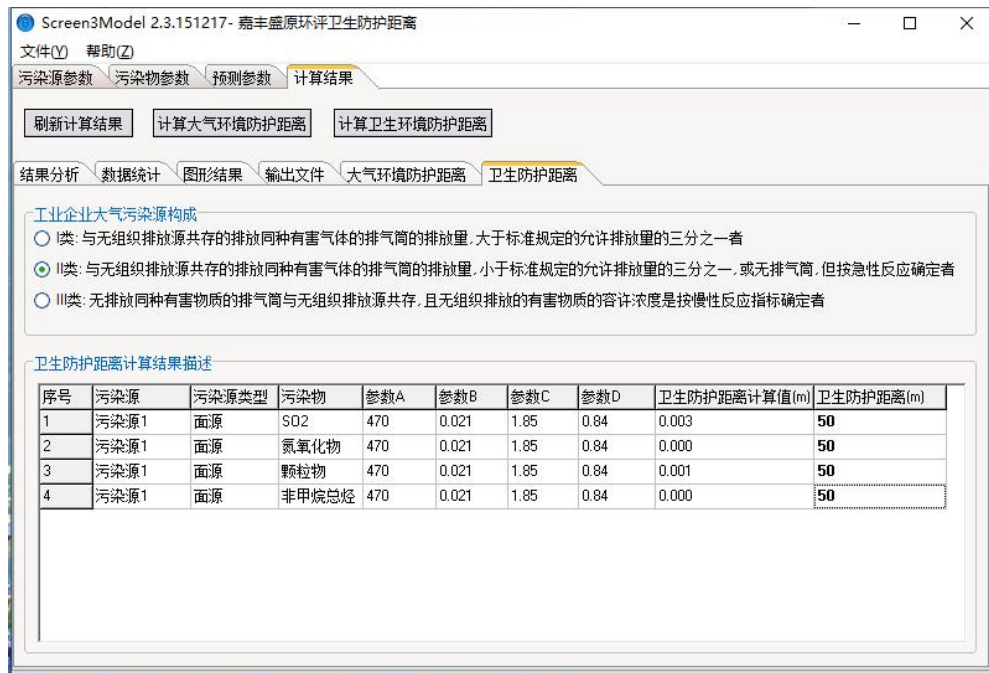 Screen3Model 2.3.151217- 嘉丰盛原环评卫生防护距离
文件(Y) 帮助(Z)
污染源参数 污染物参数 预测参数 计算结果
刷新计算结果 计算大气环境防护距离 计算卫生环境防护距离
结果分析 数据统计 图形结果 输出文件 大气环境防护距离 卫生防护距离
工业企业大气污染源构成
I类: 与无组织排放源共存的排放同种有害气体的排气筒的排放量,大于标准规定的允许排放量的三分之一者
II类: 与无组织排放源共存的排放同种有害气体的排气筒的排放量,小于标准规定的允许排放量的三分之一,或无排气筒,但按急性反应确定者
III类: 无排放同种有害物质的排气筒与无组织排放源共存,且无组织排放的有害物质的容许浓度是按慢性反应指标确定者
卫生防护距离计算结果描述
序号 污染源 污染源类型 污染物 参数A 参数B 参数C 参数D 卫生防护距离计算值(m) 卫生防护距离(m)
1 污染源1 面源 SO2 470 0.021 1.85 0.84 0.003 50
2 污染源1 面源 氮氧化物 470 0.021 1.85 0.84 0.000 50
3 污染源1 面源 颗粒物 470 0.021 1.85 0.84 0.001 50
4 污染源1 面源 非甲烷总烃 470 0.021 1.85 0.84 0.000 50